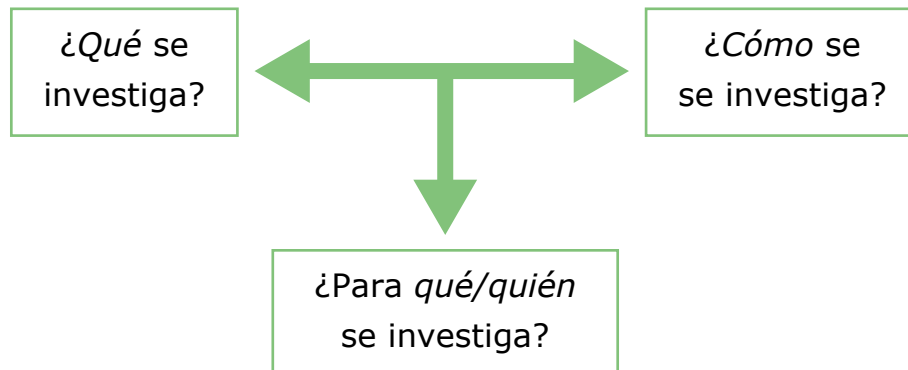 ¿Qué se
investiga?
¿Cómo se
se investiga?
¿Para qué/quién
se investiga?